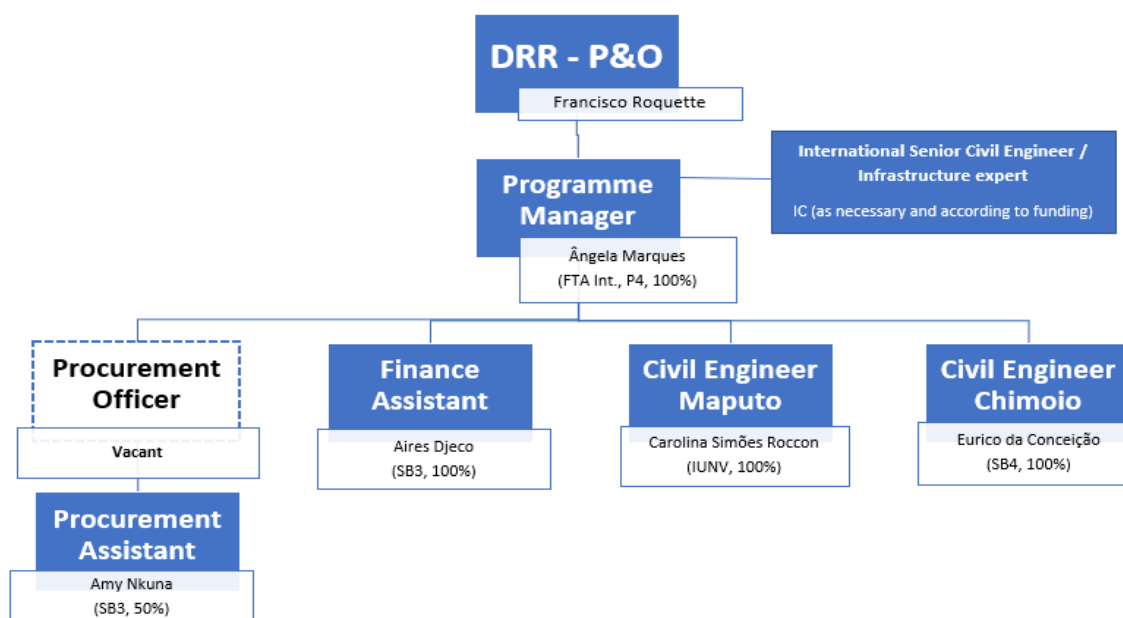 DRR - P&O
Francisco Roquette
International Senior Civil Engineer /
Infrastructure expert
IC (as necessary and according to funding)
Programme
Manager
Ângela Marques
(FTA Int., P4, 100%)
Procurement
Officer
Vacant
Finance
Assistant
Aires Djeco
(SB3, 100%)
Civil Engineer
Maputo
Carolina Simões Roccon
(IUNV, 100%)
Civil Engineer
Chimoio
Eurico da Conceição
(SB4, 100%)
Procurement
Assistant
Amy Nkuna
(SB3, 50%)